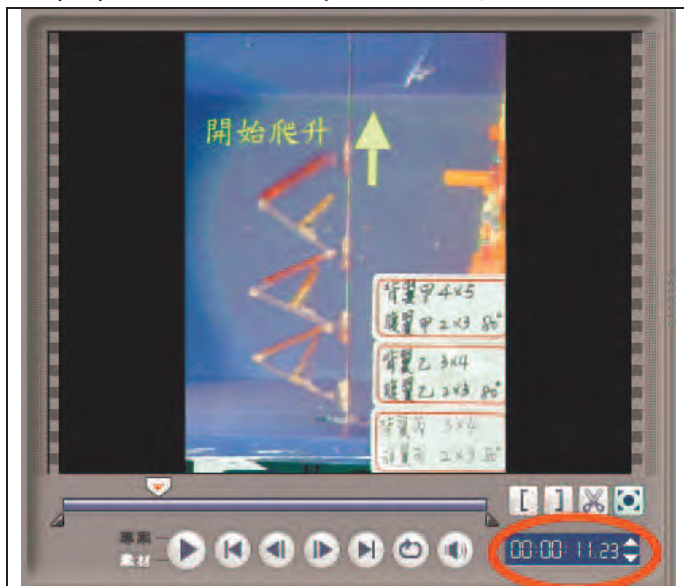 開始爬升
背翼甲 4×5
腹翼甲 2×3 80°
背翼乙 3×4
腹翼乙 2×3 80°
背翼丙 3×4
腹翼丙 2×3 80°
[ ]
專案
素材
00:00:11:23